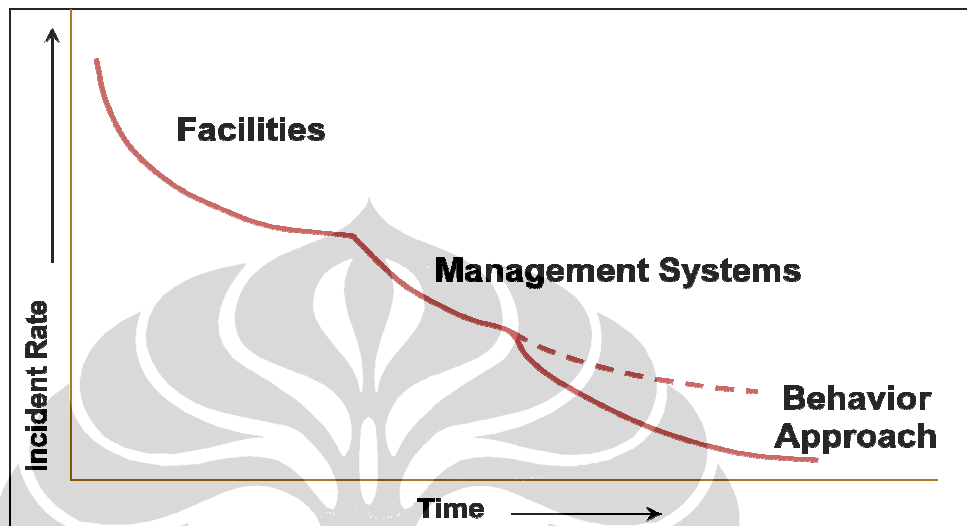 Facilities
Management Systems
Behavior
Approach
Incident Rate
Time